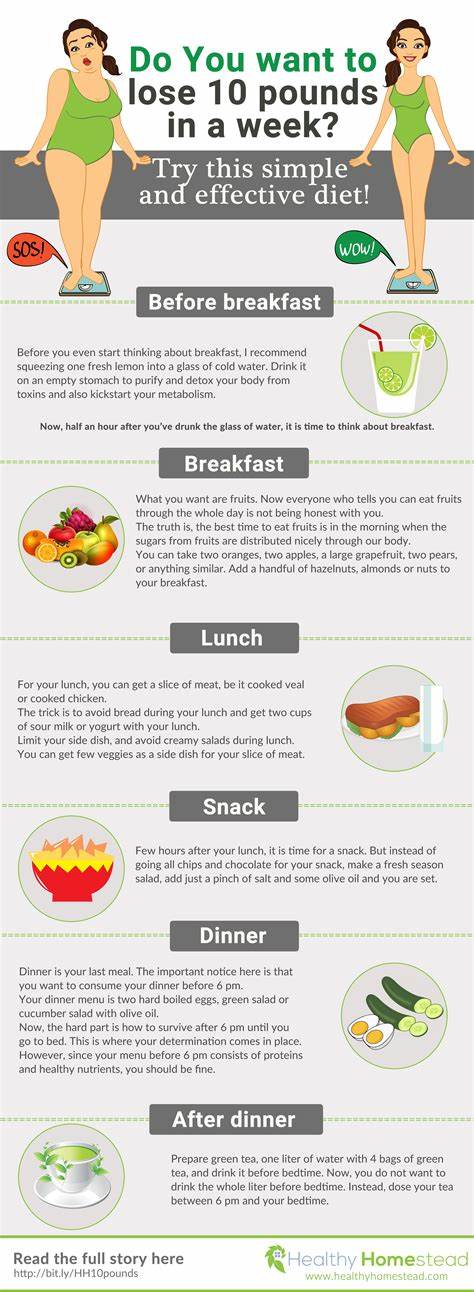 Do You want to
lose 10 pounds
in a week?
Try this simple
and effective diet!
SOS!
WOW!
Before breakfast
Before you even start thinking about breakfast, I recommend
squeezing one fresh lemon into a glass of cold water. Drink it
on an empty stomach to purify and detox your body from
toxins and also kickstart your metabolism.
Now, half an hour after you've drunk the glass of water, it is time to think about breakfast.
Breakfast
What you want are fruits. Now everyone who tells you can eat fruits
through the whole day is not being honest with you.
The truth is, the best time to eat fruits is in the morning when the
sugars from fruits are distributed nicely through our body.
You can take two oranges, two apples, a large grapefruit, two pears,
or anything similar. Add a handful of hazelnuts, almonds or nuts to
your breakfast.
Lunch
For your lunch, you can get a slice of meat, be it cooked veal
or cooked chicken.
The trick is to avoid bread during your lunch and get two cups
of sour milk or yogurt with your lunch.
Limit your side dish, and avoid creamy salads during lunch.
You can get few veggies as a side dish for your slice of meat.
Snack
Few hours after your lunch, it is time for a snack. But instead of
going all chips and chocolate for your snack, make a fresh season
salad, add just a pinch of salt and some olive oil and you are set.
Dinner
Dinner is your last meal. The important notice here is that
you want to consume your dinner before 6 pm.
Your dinner menu is two hard boiled eggs, green salad or
cucumber salad with olive oil.
Now, the hard part is how to survive after 6 pm until you
go to bed. This is where your determination comes in place.
However, since your menu before 6 pm consists of proteins
and healthy nutrients, you should be fine.
After dinner
Prepare green tea, one liter of water with 4 bags of green
tea, and drink it before bedtime. Now, you do not want to
drink the whole liter before bedtime. Instead, dose your tea
between 6 pm and your bedtime.
Read the full story here
http://bit.ly/HH10pounds
Healthy Homestead
www.healthyhomestead.com